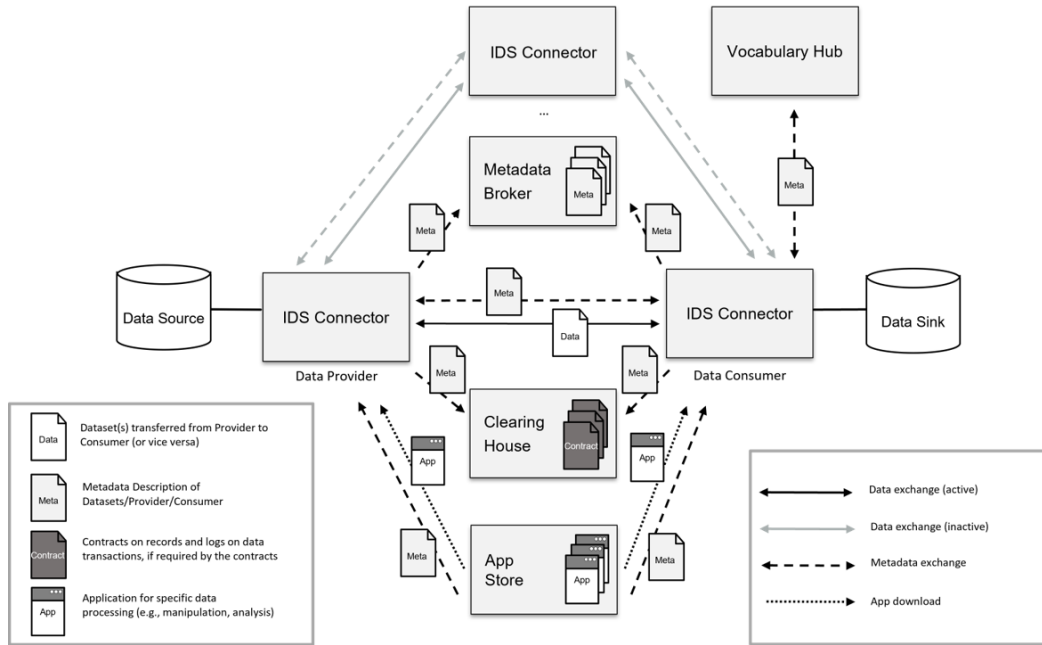 IDS Connector
Vocabulary Hub
...
Metadata
Broker
Meta
Meta
Meta
Meta
Data Source
IDS Connector
Meta
Data
IDS Connector
Data Sink
Data Provider
Data Consumer
Meta
Meta
Clearing
House
Contract
App
App
App
Store
App
Meta
Meta
Data
Dataset(s) transferred from Provider to
Consumer (or vice versa)
Meta
Metadata Description of
Datasets/Provider/Consumer
Contract
Contracts on records and logs on data
transactions, if required by the contracts
App
Application for specific data
processing (e.g., manipulation, analysis)
Data exchange (active)
Data exchange (inactive)
Metadata exchange
App download